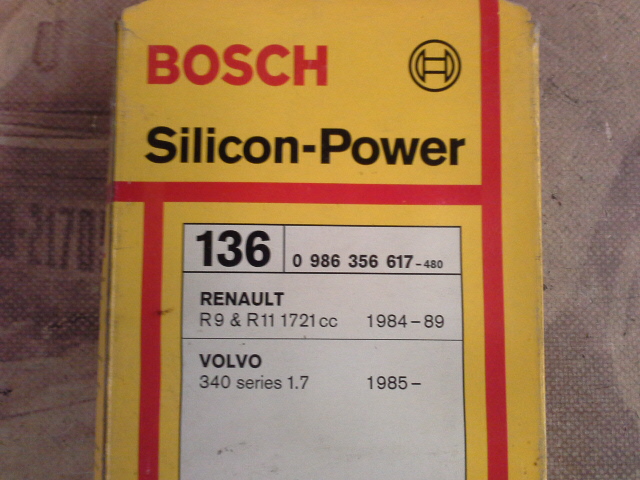 BOSCH
Silicon-Power
136 0 986 356 617-480
RENAULT
R9 & R11 1721cc 1984-89
VOLVO
340 series 1.7 1985-